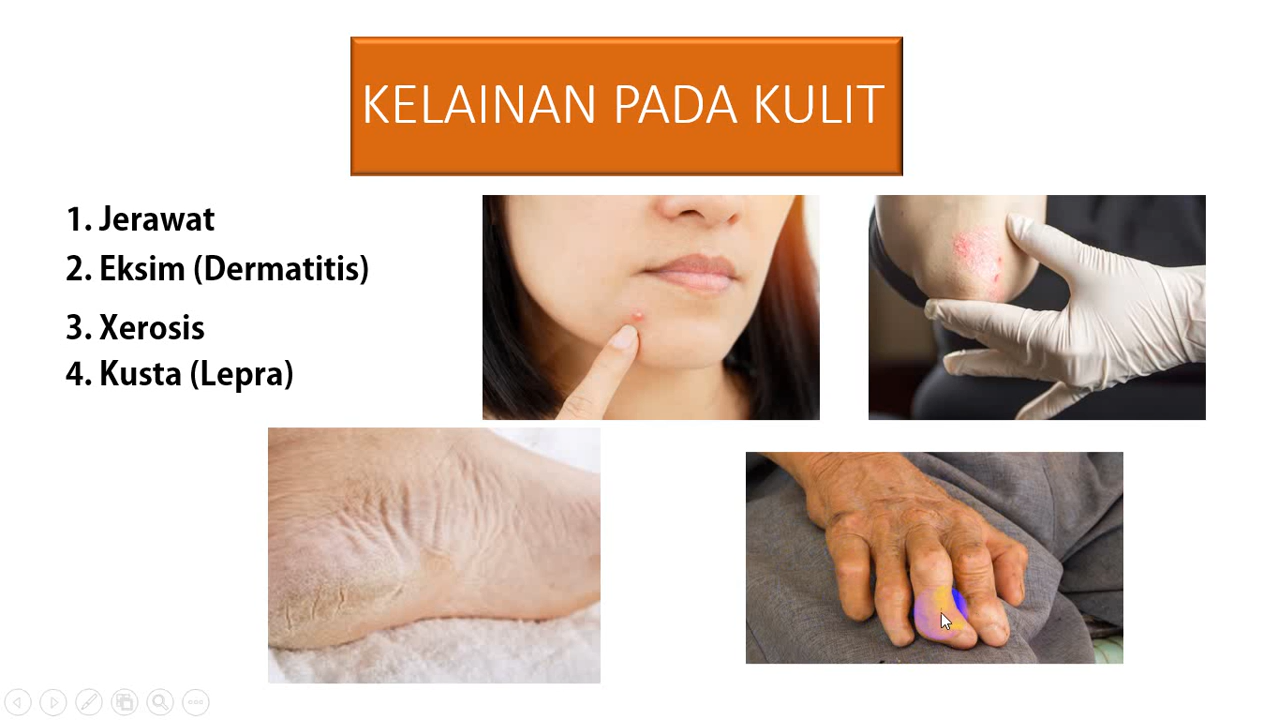 KELAINAN PADA KULIT
1. Jerawat
2. Eksim (Dermatitis)
3. Xerosis
4. Kusta (Lepra)